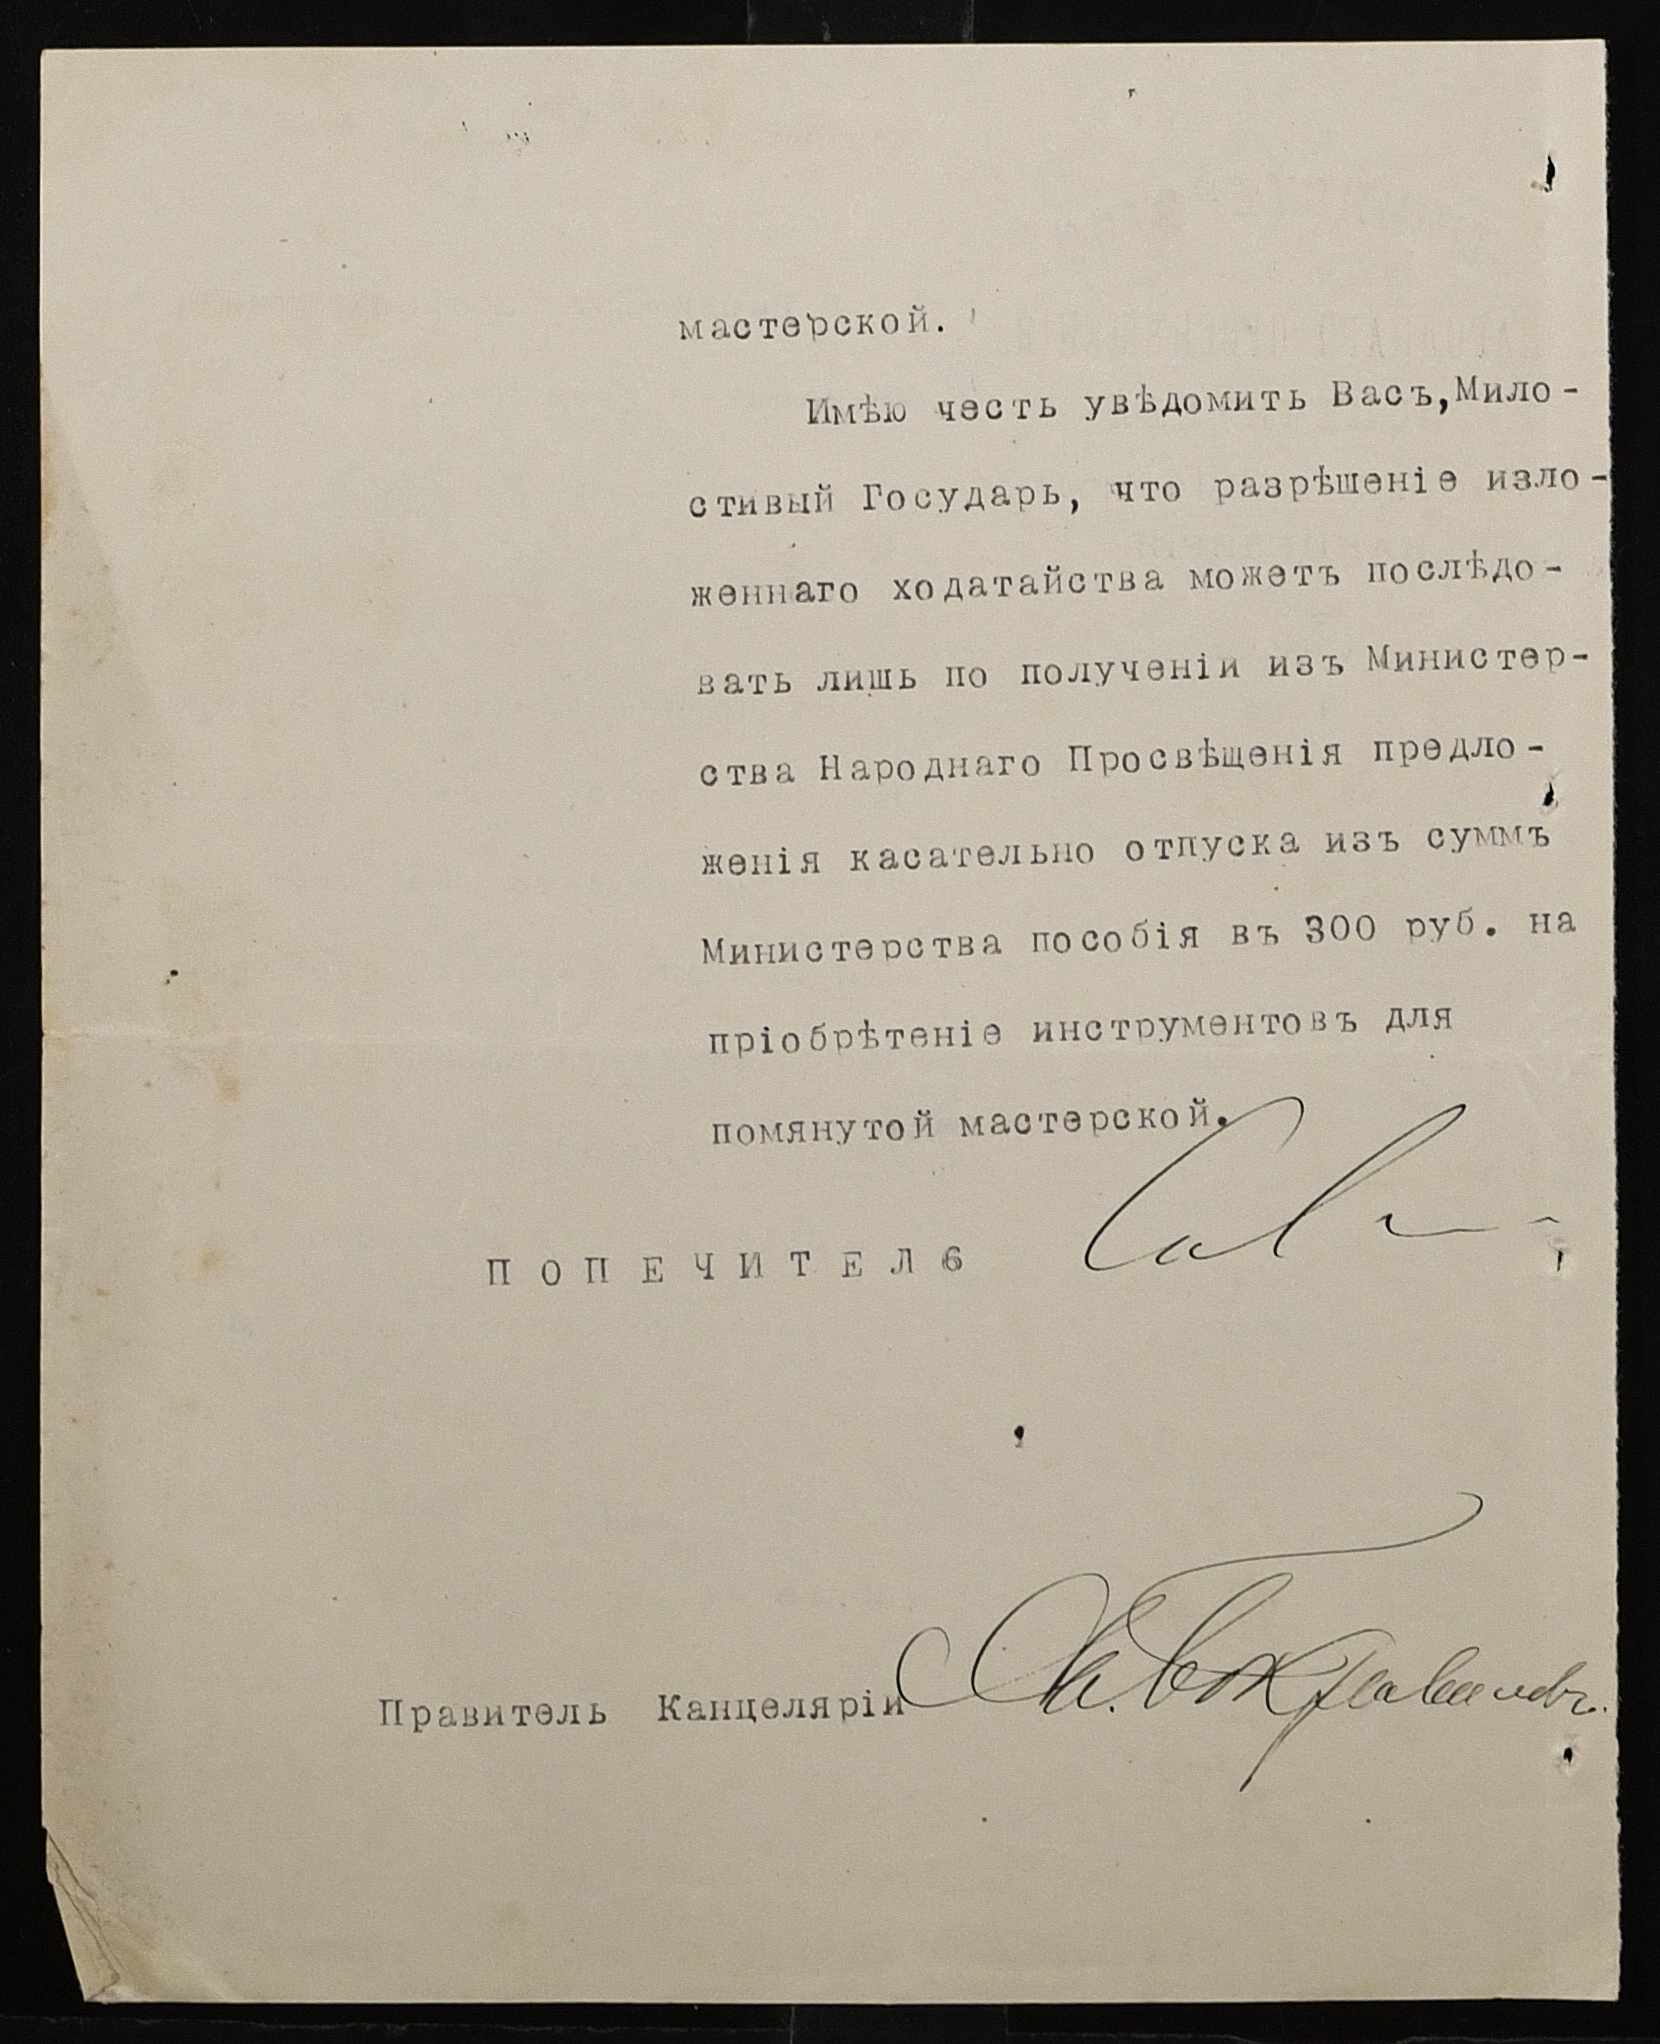 мастерской.
Имѣю честь увѣдомить Васъ, Мило-
стивый Государь, что разрѣшеніе изло-
женнаго ходатайства можетъ послѣдо-
вать лишь по полученіи изъ Министер-
ства Народнаго Просвѣщенія предло-
женія касательно отпуска изъ суммъ
Министерства пособія въ 300 руб. на
пріобрѣтеніе инструментовъ для
помянутой мастерской.
ПОПЕЧИТЕЛЬ
Правитель Канцеляріи